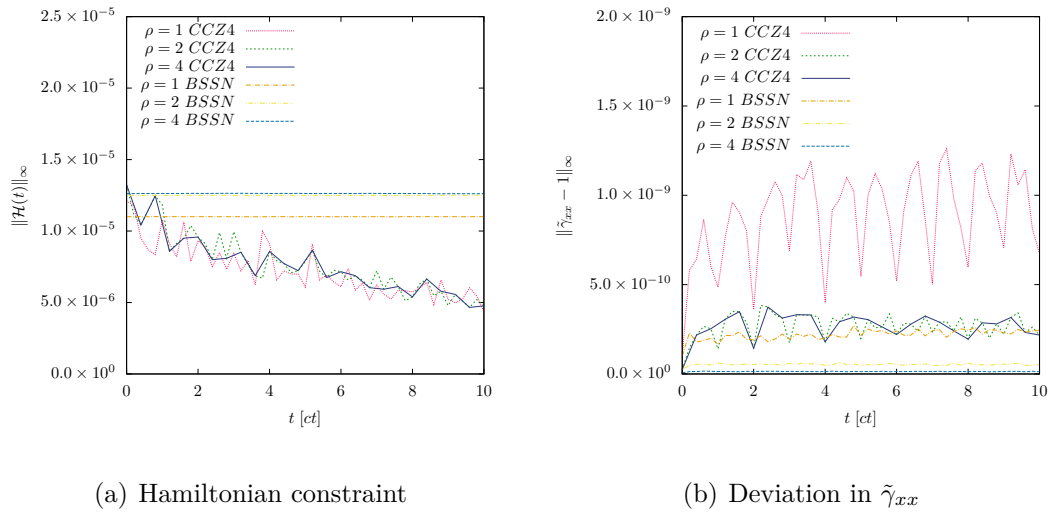 2.5 × 10⁻⁵
2.0 × 10⁻⁵
1.5 × 10⁻⁵
1.0 × 10⁻⁵
5.0 × 10⁻⁶
0.0 × 10⁰
‖ℋ(t)‖∞
ρ = 1 CCZ4
ρ = 2 CCZ4
ρ = 4 CCZ4
ρ = 1 BSSN
ρ = 2 BSSN
ρ = 4 BSSN
0 2 4 6 8 10
t [ct]
(a) Hamiltonian constraint
2.0 × 10⁻⁹
1.5 × 10⁻⁹
1.0 × 10⁻⁹
5.0 × 10⁻¹⁰
0.0 × 10⁰
‖γ̃xx − 1‖∞
ρ = 1 CCZ4
ρ = 2 CCZ4
ρ = 4 CCZ4
ρ = 1 BSSN
ρ = 2 BSSN
ρ = 4 BSSN
0 2 4 6 8 10
t [ct]
(b) Deviation in γ̃xx